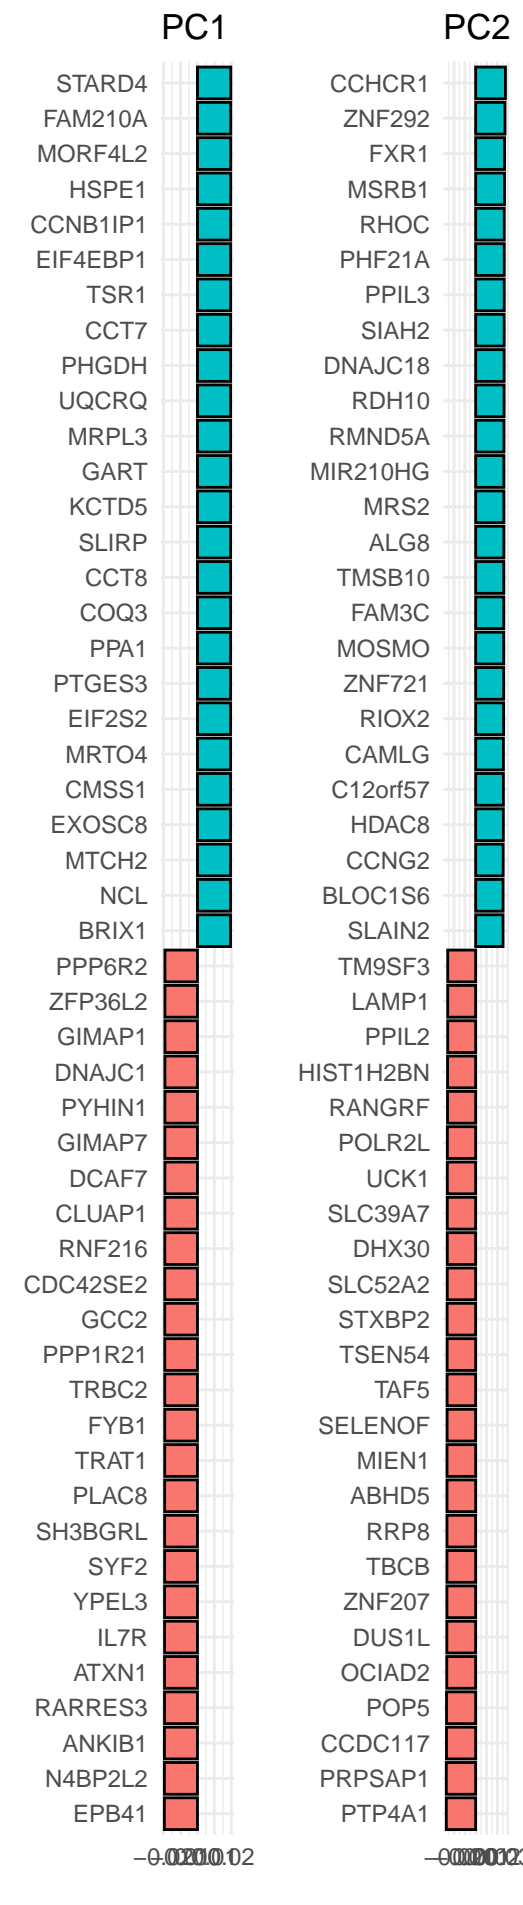 PC1
STARD4
FAM210A
MORF4L2
HSPE1
CCNB1IP1
EIF4EBP1
TSR1
CCT7
PHGDH
UQCRQ
MRPL3
GART
KCTD5
SLIRP
CCT8
COQ3
PPA1
PTGES3
EIF2S2
MRTO4
CMSS1
EXOSC8
MTCH2
NCL
BRIX1
PPP6R2
ZFP36L2
GIMAP1
DNAJC1
PYHIN1
GIMAP7
DCAF7
CLUAP1
RNF216
CDC42SE2
GCC2
PPP1R21
TRBC2
FYB1
TRAT1
PLAC8
SH3BGRL
SYF2
YPEL3
IL7R
ATXN1
RARRES3
ANKIB1
N4BP2L2
EPB41
PC2
CCHCR1
ZNF292
FXR1
MSRB1
RHOC
PHF21A
PPIL3
SIAH2
DNAJC18
RDH10
RMND5A
MIR210HG
MRS2
ALG8
TMSB10
FAM3C
MOSMO
ZNF721
RIOX2
CAMLG
C12orf57
HDAC8
CCNG2
BLOC1S6
SLAIN2
TM9SF3
LAMP1
PPIL2
HIST1H2BN
RANGRF
POLR2L
UCK1
SLC39A7
DHX30
SLC52A2
STXBP2
TSEN54
TAF5
SELENOF
MIEN1
ABHD5
RRP8
TBCB
ZNF207
DUS1L
OCIAD2
POP5
CCDC117
PRPSAP1
PTP4A1